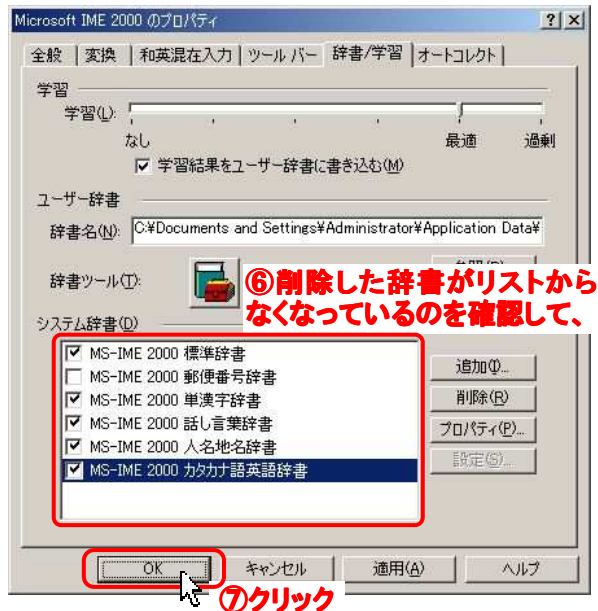 Microsoft IME 2000 のプロパティ
全般 変換 和英混在入力 ツール バー 辞書/学習 オートコレクト
学習
学習(L):
なし 最適 過剰
学習結果をユーザー辞書に書き込む(M)
ユーザー辞書
辞書名(N): C:¥Documents and Settings¥Administrator¥Application Data¥
辞書ツール(T):
⑥削除した辞書がリストから
なくなっているのを確認して、
システム辞書(D)
MS-IME 2000 標準辞書
MS-IME 2000 郵便番号辞書
MS-IME 2000 単漢字辞書
MS-IME 2000 話し言葉辞書
MS-IME 2000 人名地名辞書
MS-IME 2000 カタカナ語英語辞書
追加(I)...
削除(R)
プロパティ(P)...
設定(S)...
OK キャンセル 適用(A) ヘルプ
⑦クリック